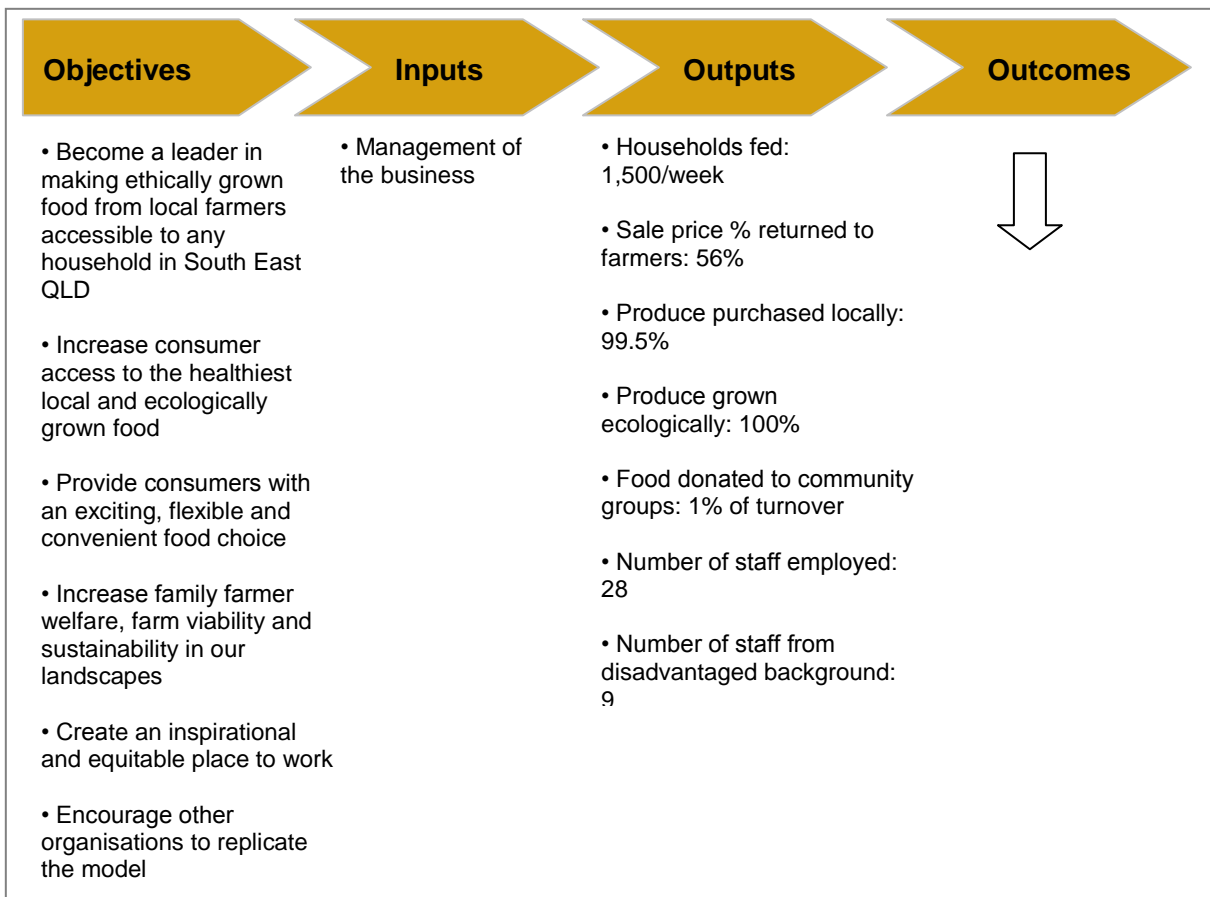 Objectives
Inputs
Outputs
Outcomes
• Become a leader in
making ethically grown
food from local farmers
accessible to any
household in South East
QLD
• Increase consumer
access to the healthiest
local and ecologically
grown food
• Provide consumers with
an exciting, flexible and
convenient food choice
• Increase family farmer
welfare, farm viability and
sustainability in our
landscapes
• Create an inspirational
and equitable place to work
• Encourage other
organisations to replicate
the model
• Management of
the business
• Households fed:
1,500/week
• Sale price % returned to
farmers: 56%
• Produce purchased locally:
99.5%
• Produce grown
ecologically: 100%
• Food donated to community
groups: 1% of turnover
• Number of staff employed:
28
• Number of staff from
disadvantaged background:
9